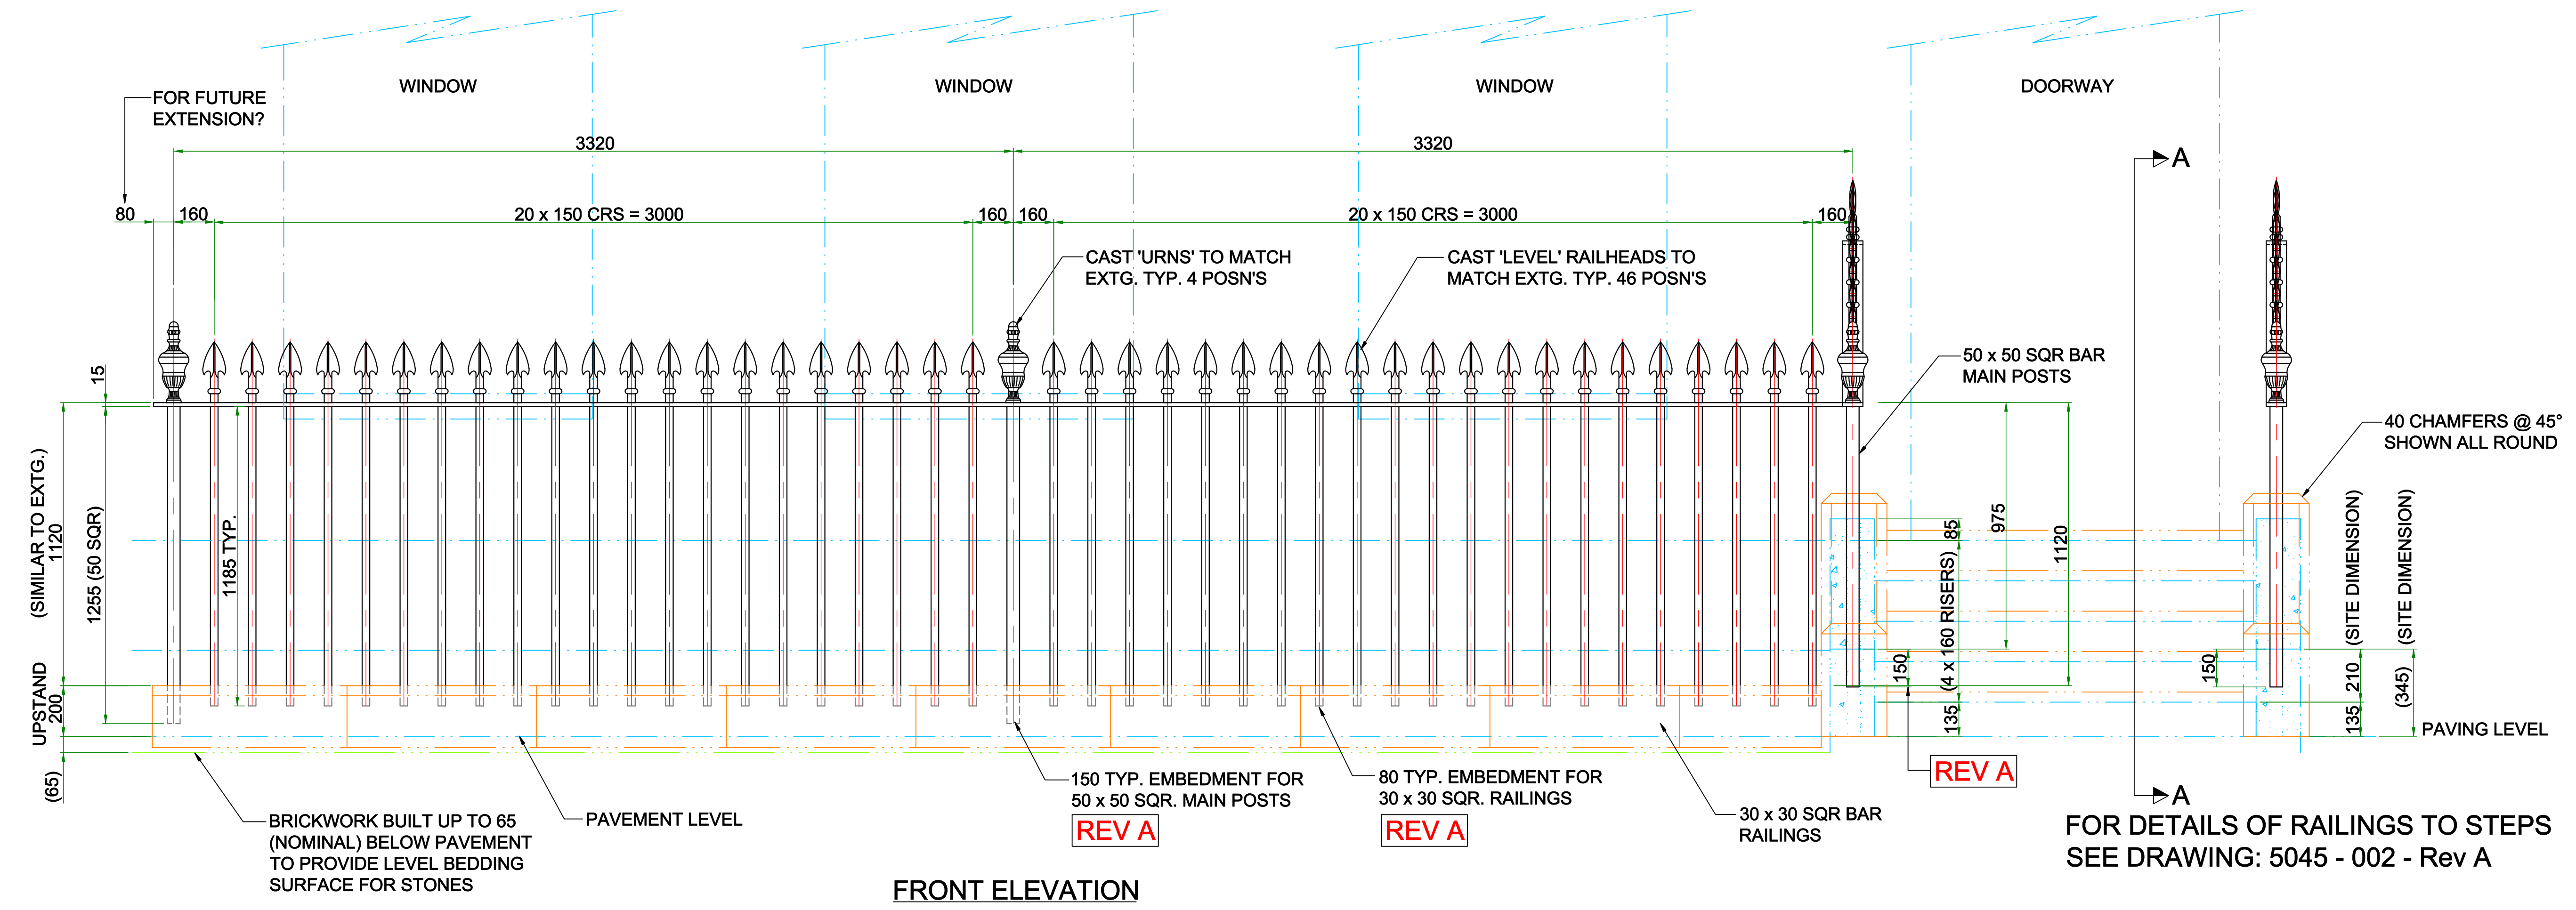 WINDOW
WINDOW
WINDOW
DOORWAY
FOR FUTURE
EXTENSION?
3320
3320
A
80
160
20 x 150 CRS = 3000
160
160
20 x 150 CRS = 3000
160
CAST 'URNS' TO MATCH
EXTG. TYP. 4 POSN'S
CAST 'LEVEL' RAILHEADS TO
MATCH EXTG. TYP. 46 POSN'S
50 x 50 SQR BAR
MAIN POSTS
40 CHAMFERS @ 45°
SHOWN ALL ROUND
15
(SIMILAR TO EXTG.)
1120
1255 (50 SQR)
1185 TYP.
UPSTAND
200
(65)
975
1120
85
(4 x 160 RISERS)
135
150
150
(SITE DIMENSION)
210
135
(SITE DIMENSION)
(345)
PAVING LEVEL
BRICKWORK BUILT UP TO 65
(NOMINAL) BELOW PAVEMENT
TO PROVIDE LEVEL BEDDING
SURFACE FOR STONES
PAVEMENT LEVEL
150 TYP. EMBEDMENT FOR
50 x 50 SQR. MAIN POSTS
REV A
80 TYP. EMBEDMENT FOR
30 x 30 SQR. RAILINGS
REV A
30 x 30 SQR BAR
RAILINGS
REV A
A
FOR DETAILS OF RAILINGS TO STEPS
SEE DRAWING: 5045 - 002 - Rev A
FRONT ELEVATION